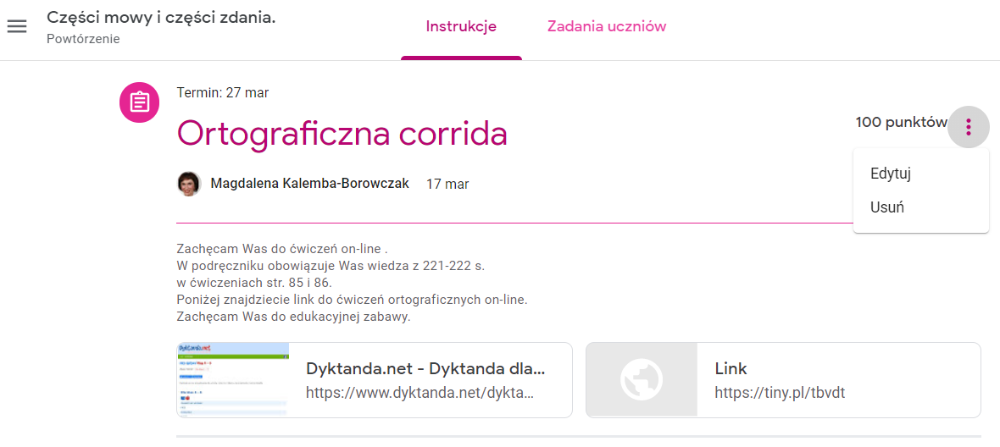 Części mowy i części zdania.
Powtórzenie
Instrukcje
Zadania uczniów
Termin: 27 mar
Ortograficzna corrida
100 punktów
Edytuj
Usuń
Magdalena Kalemba-Borowczak 17 mar
Zachęcam Was do ćwiczeń on-line .
W podręczniku obowiązuje Was wiedza z 221-222 s.
w ćwiczeniach str. 85 i 86.
Poniżej znajdziecie link do ćwiczeń ortograficznych on-line.
Zachęcam Was do edukacyjnej zabawy.
Dyktanda.net
Dyktanda.net - Dyktanda dla...
https://www.dyktanda.net/dykta...
Link
https://tiny.pl/tbvdt